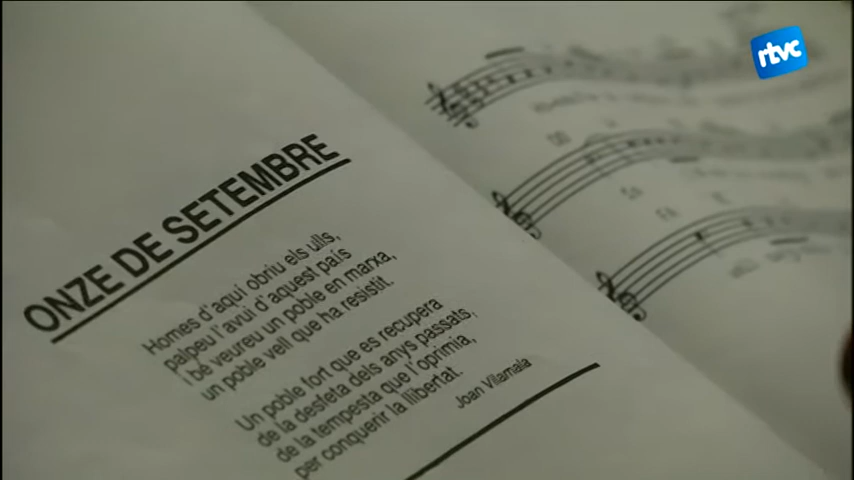 rtvc
ONZE DE SETEMBRE
Homes d'aquí obriu els ulls,
palpeu l'avui d'aquest país
i bé veureu un poble en marxa,
un poble vell que ha resistit.
Un poble fort que es recupera
de la desfeta dels anys passats,
de la tempesta que l'oprimia,
per conquerir la llibertat.
Joan Vilamala